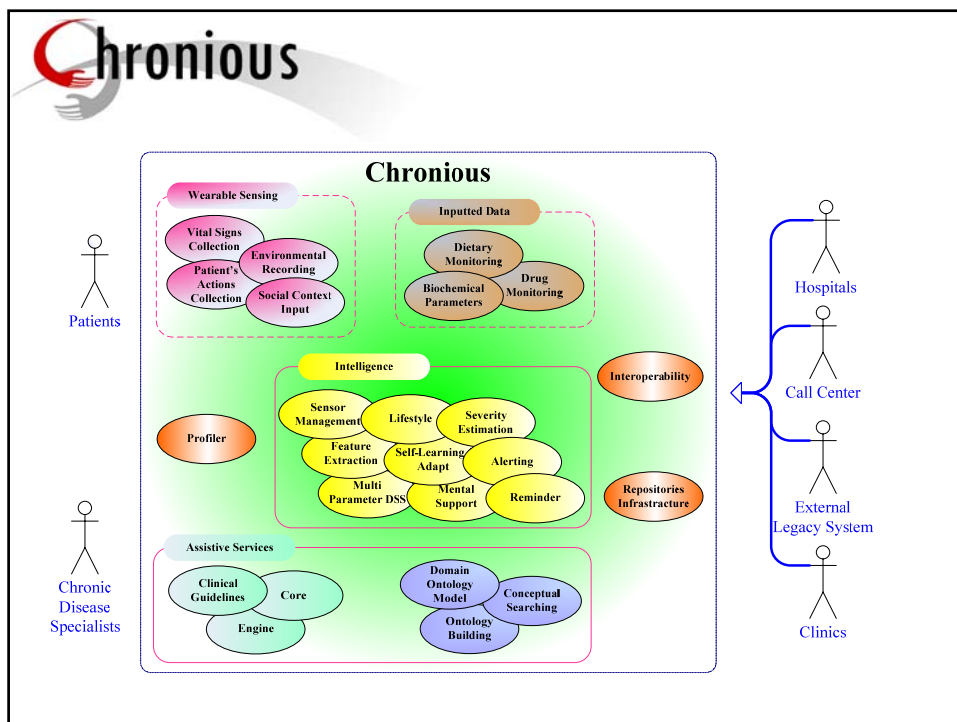 Chronious
Chronious
Wearable Sensing
Vital Signs
Collection
Environmental
Recording
Patient's
Actions
Collection
Social Context
Input
Inputted Data
Dietary
Monitoring
Drug
Monitoring
Biochemical
Parameters
Patients
Hospitals
Call Center
External
Legacy System
Clinics
Intelligence
Sensor
Management
Lifestyle
Severity
Estimation
Feature
Extraction
Self-Learning
Adapt
Alerting
Multi
Parameter DSS
Mental
Support
Reminder
Interoperability
Profiler
Repositories
Infrastracture
Chronic
Disease
Specialists
Assistive Services
Clinical
Guidelines
Core
Engine
Domain
Ontology
Model
Conceptual
Searching
Ontology
Building